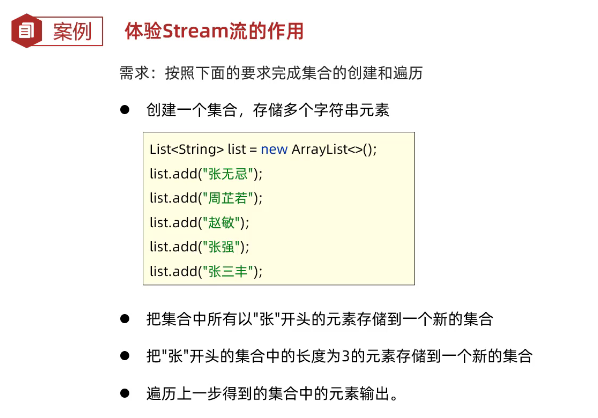 案例
体验Stream流的作用
需求：按照下面的要求完成集合的创建和遍历
● 创建一个集合，存储多个字符串元素
List<String> list = new ArrayList<>();
list.add("张无忌");
list.add("周芷若");
list.add("赵敏");
list.add("张强");
list.add("张三丰");
● 把集合中所有以"张"开头的元素存储到一个新的集合
● 把"张"开头的集合中的长度为3的元素存储到一个新的集合
● 遍历上一步得到的集合中的元素输出。